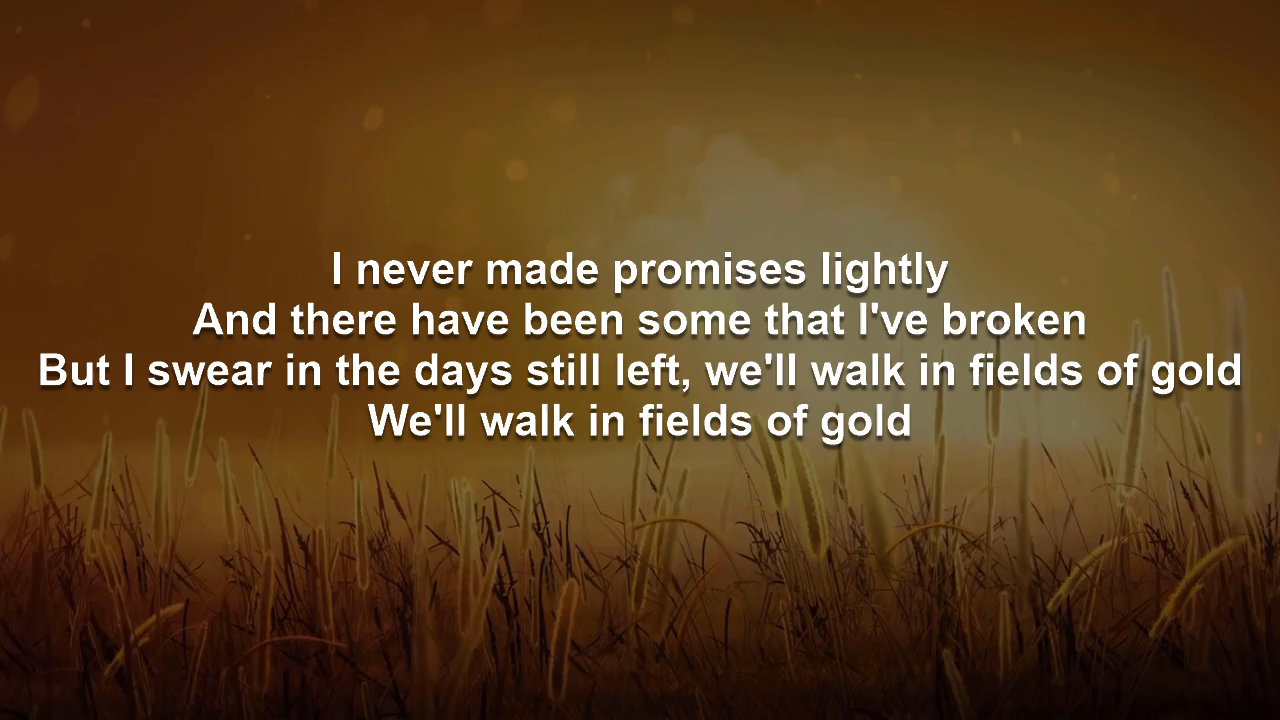 I never made promises lightly
And there have been some that I've broken
But I swear in the days still left, we'll walk in fields of gold
We'll walk in fields of gold